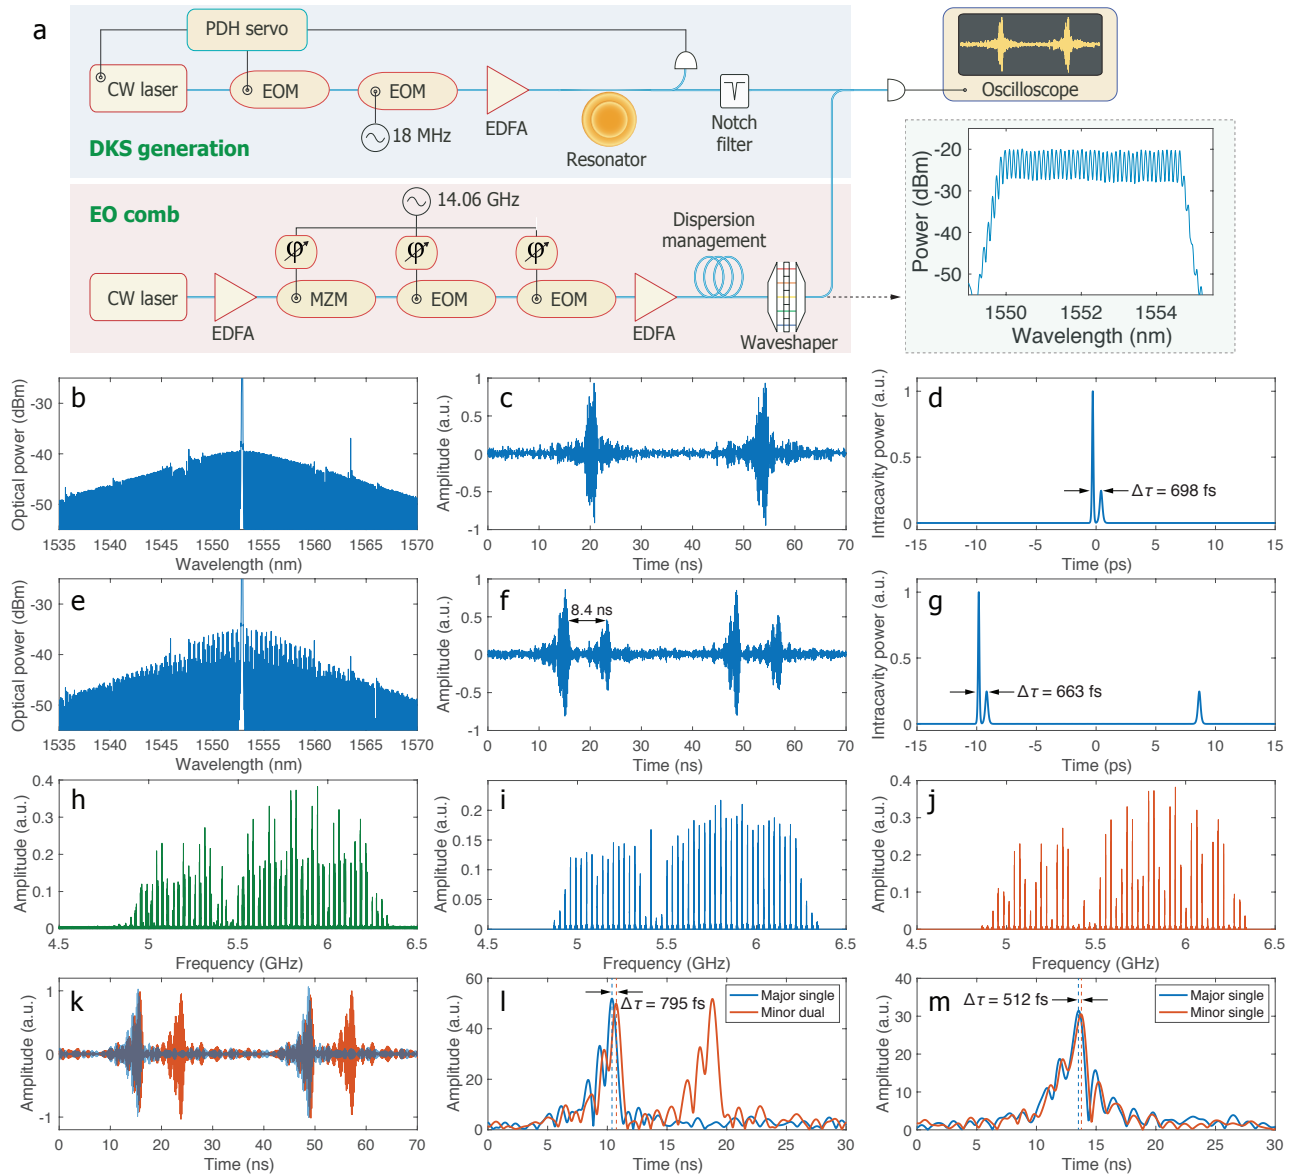 a
PDH servo
CW laser
EOM
EOM
18 MHz
EDFA
Resonator
Notch
filter
Oscilloscope
DKS generation
EO comb
14.06 GHz
φ
φ
φ
CW laser
EDFA
MZM
EOM
EOM
EDFA
Dispersion
management
Waveshaper
Power (dBm)
-20
-30
-40
-50
1550 1552 1554
Wavelength (nm)
b
Optical power (dBm)
-30
-40
-50
1535 1540 1545 1550 1555 1560 1565 1570
Wavelength (nm)
c
Amplitude (a.u.)
1
0.5
0
-0.5
-1
0 10 20 30 40 50 60 70
Time (ns)
d
Intracavity power (a.u.)
1
0.5
0
Δτ = 698 fs
-15 -10 -5 0 5 10 15
Time (ps)
e
Optical power (dBm)
-30
-40
-50
1535 1540 1545 1550 1555 1560 1565 1570
Wavelength (nm)
f
Amplitude (a.u.)
1
0.5
0
-0.5
-1
8.4 ns
0 10 20 30 40 50 60 70
Time (ns)
g
Intracavity power (a.u.)
1
0.5
0
Δτ = 663 fs
-15 -10 -5 0 5 10 15
Time (ps)
h
Amplitude (a.u.)
0.4
0.3
0.2
0.1
0
4.5 5 5.5 6 6.5
Frequency (GHz)
i
Amplitude (a.u.)
0.2
0.1
0
4.5 5 5.5 6 6.5
Frequency (GHz)
j
Amplitude (a.u.)
0.4
0.3
0.2
0.1
0
4.5 5 5.5 6 6.5
Frequency (GHz)
k
Amplitude (a.u.)
1
0
-1
0 10 20 30 40 50 60 70
Time (ns)
l
Amplitude (a.u.)
60
40
20
0
Δτ = 795 fs
Major single
Minor dual
0 5 10 15 20 25 30
Time (ns)
m
Amplitude (a.u.)
40
30
20
10
0
Δτ = 512 fs
Major single
Minor single
0 5 10 15 20 25 30
Time (ns)